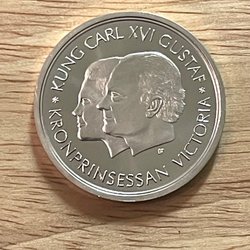 * KUNG CARL XVI GUSTAF *
KRONPRINSESSAN VICTORIA